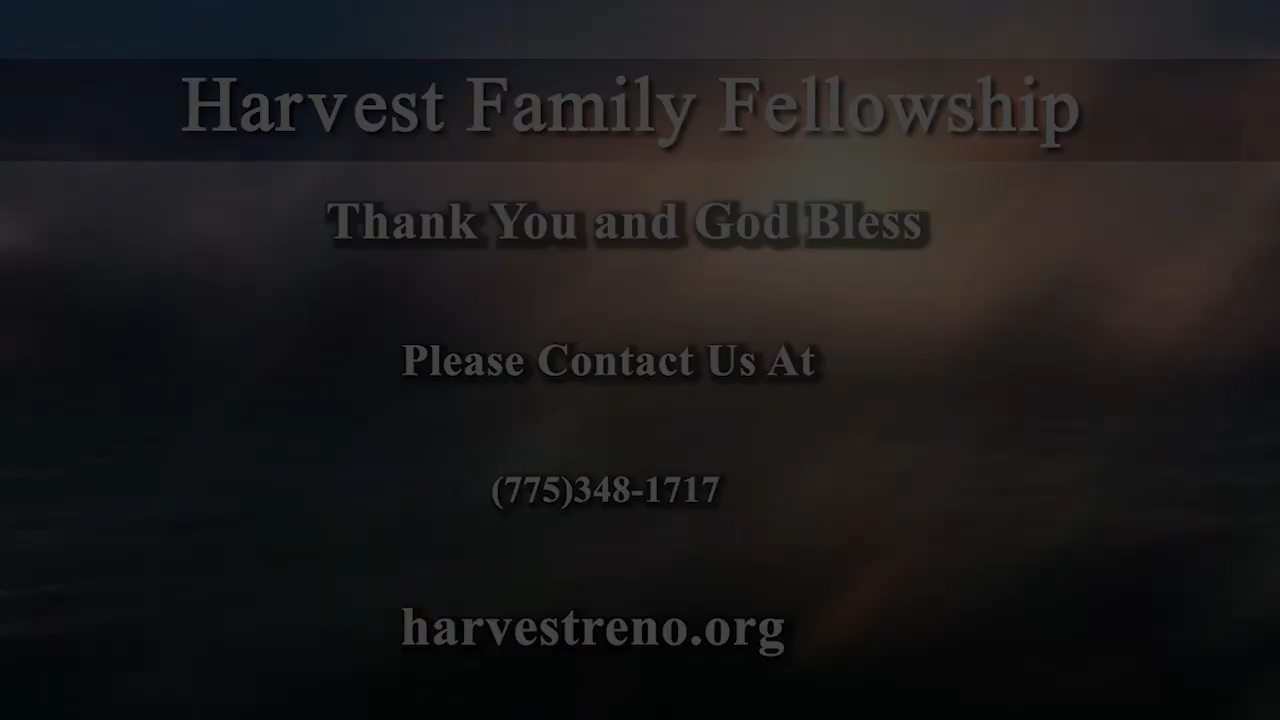 Harvest Family Fellowship
Thank You and God Bless
Please Contact Us At
(775)348-1717
harvestreno.org